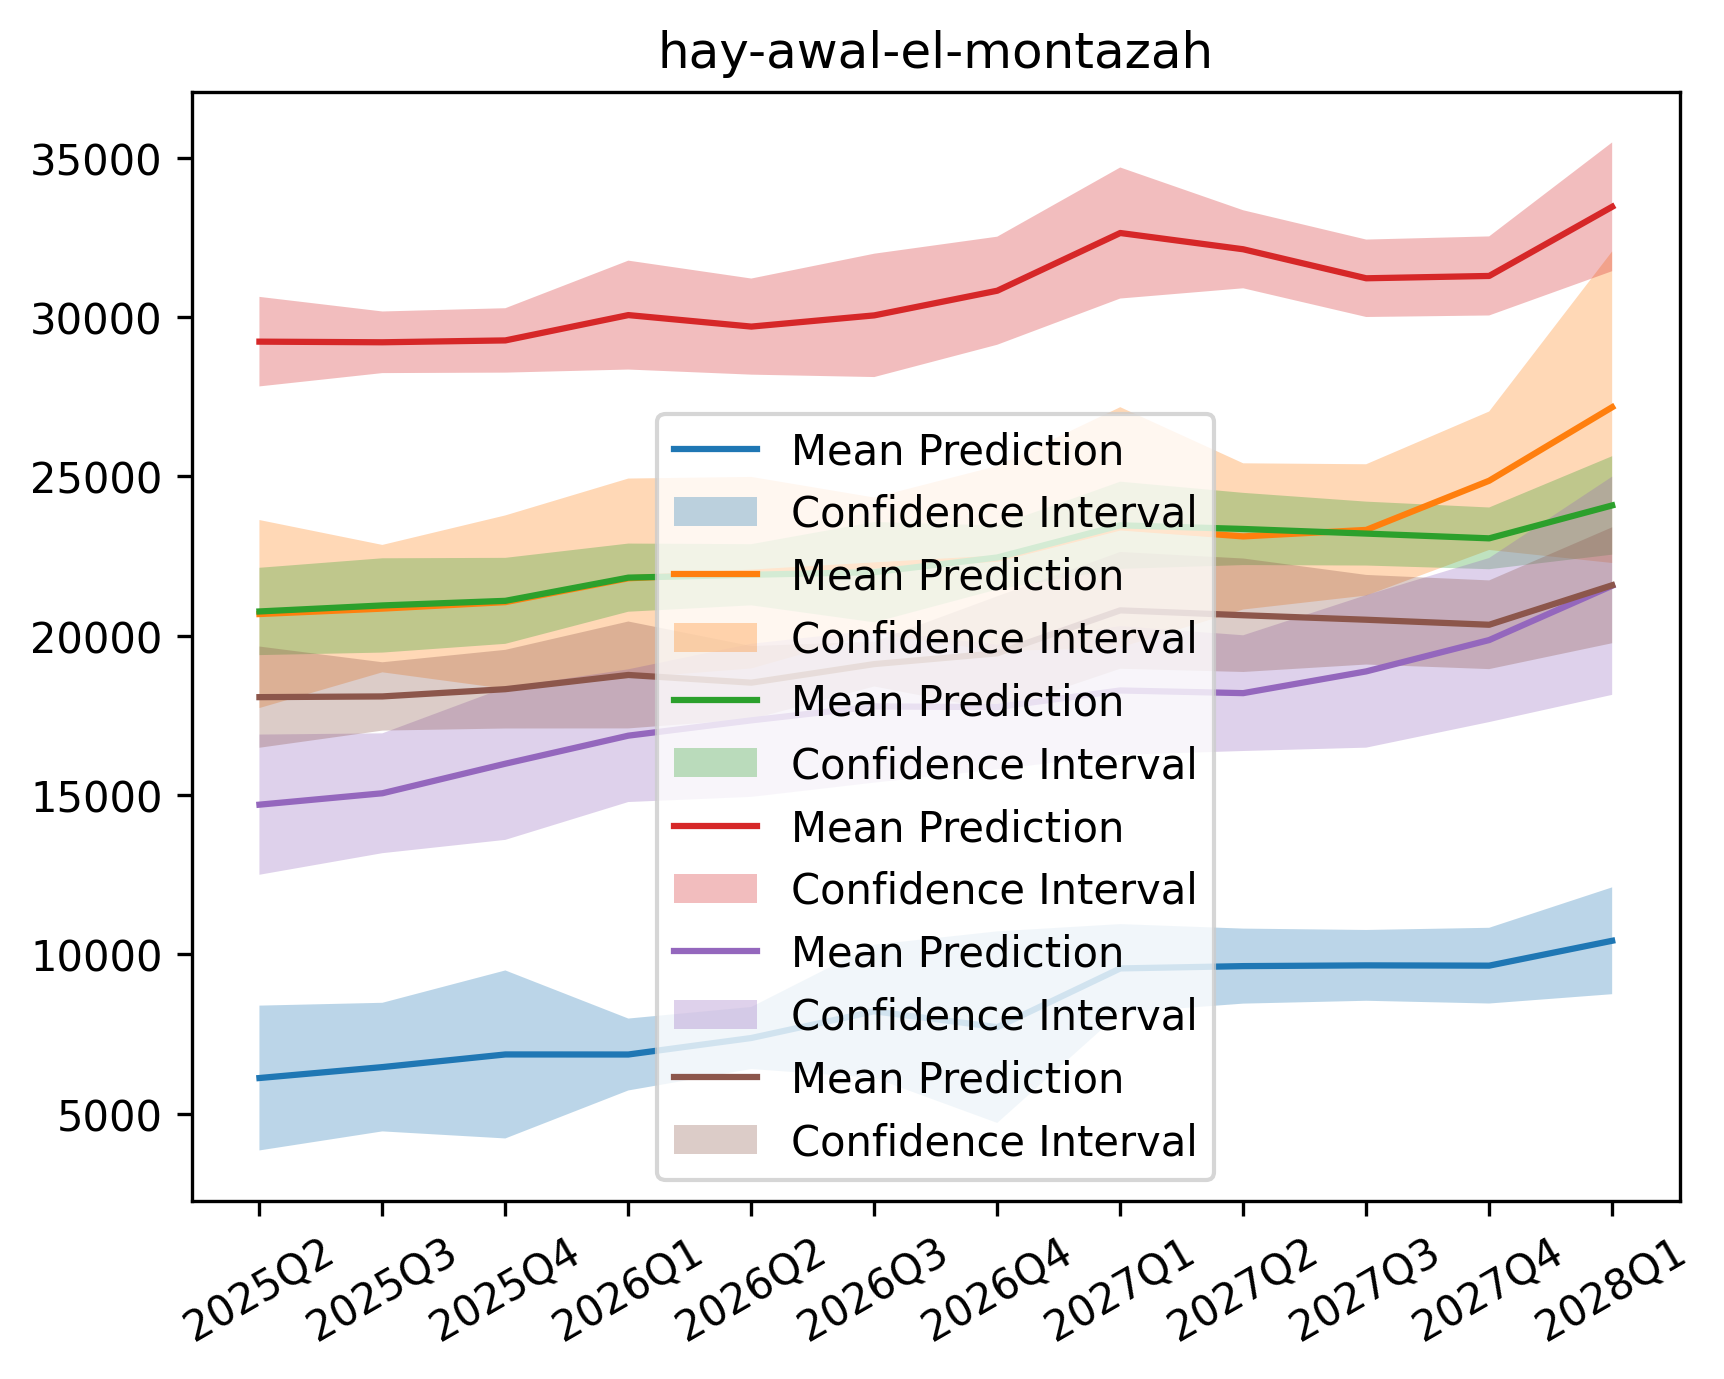 hay-awal-el-montazah
35000
30000
25000
20000
15000
10000
5000
Mean Prediction
Confidence Interval
Mean Prediction
Confidence Interval
Mean Prediction
Confidence Interval
Mean Prediction
Confidence Interval
Mean Prediction
Confidence Interval
Mean Prediction
Confidence Interval
2025Q2 2025Q3 2025Q4 2026Q1 2026Q2 2026Q3 2026Q4 2027Q1 2027Q2 2027Q3 2027Q4 2028Q1